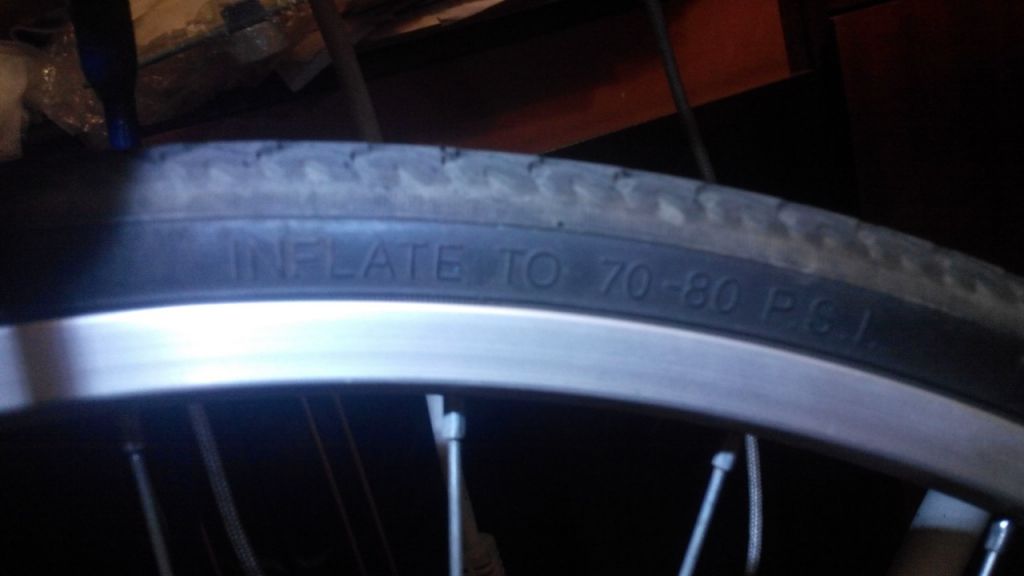 INFLATE TO 70-80 P.S.I.